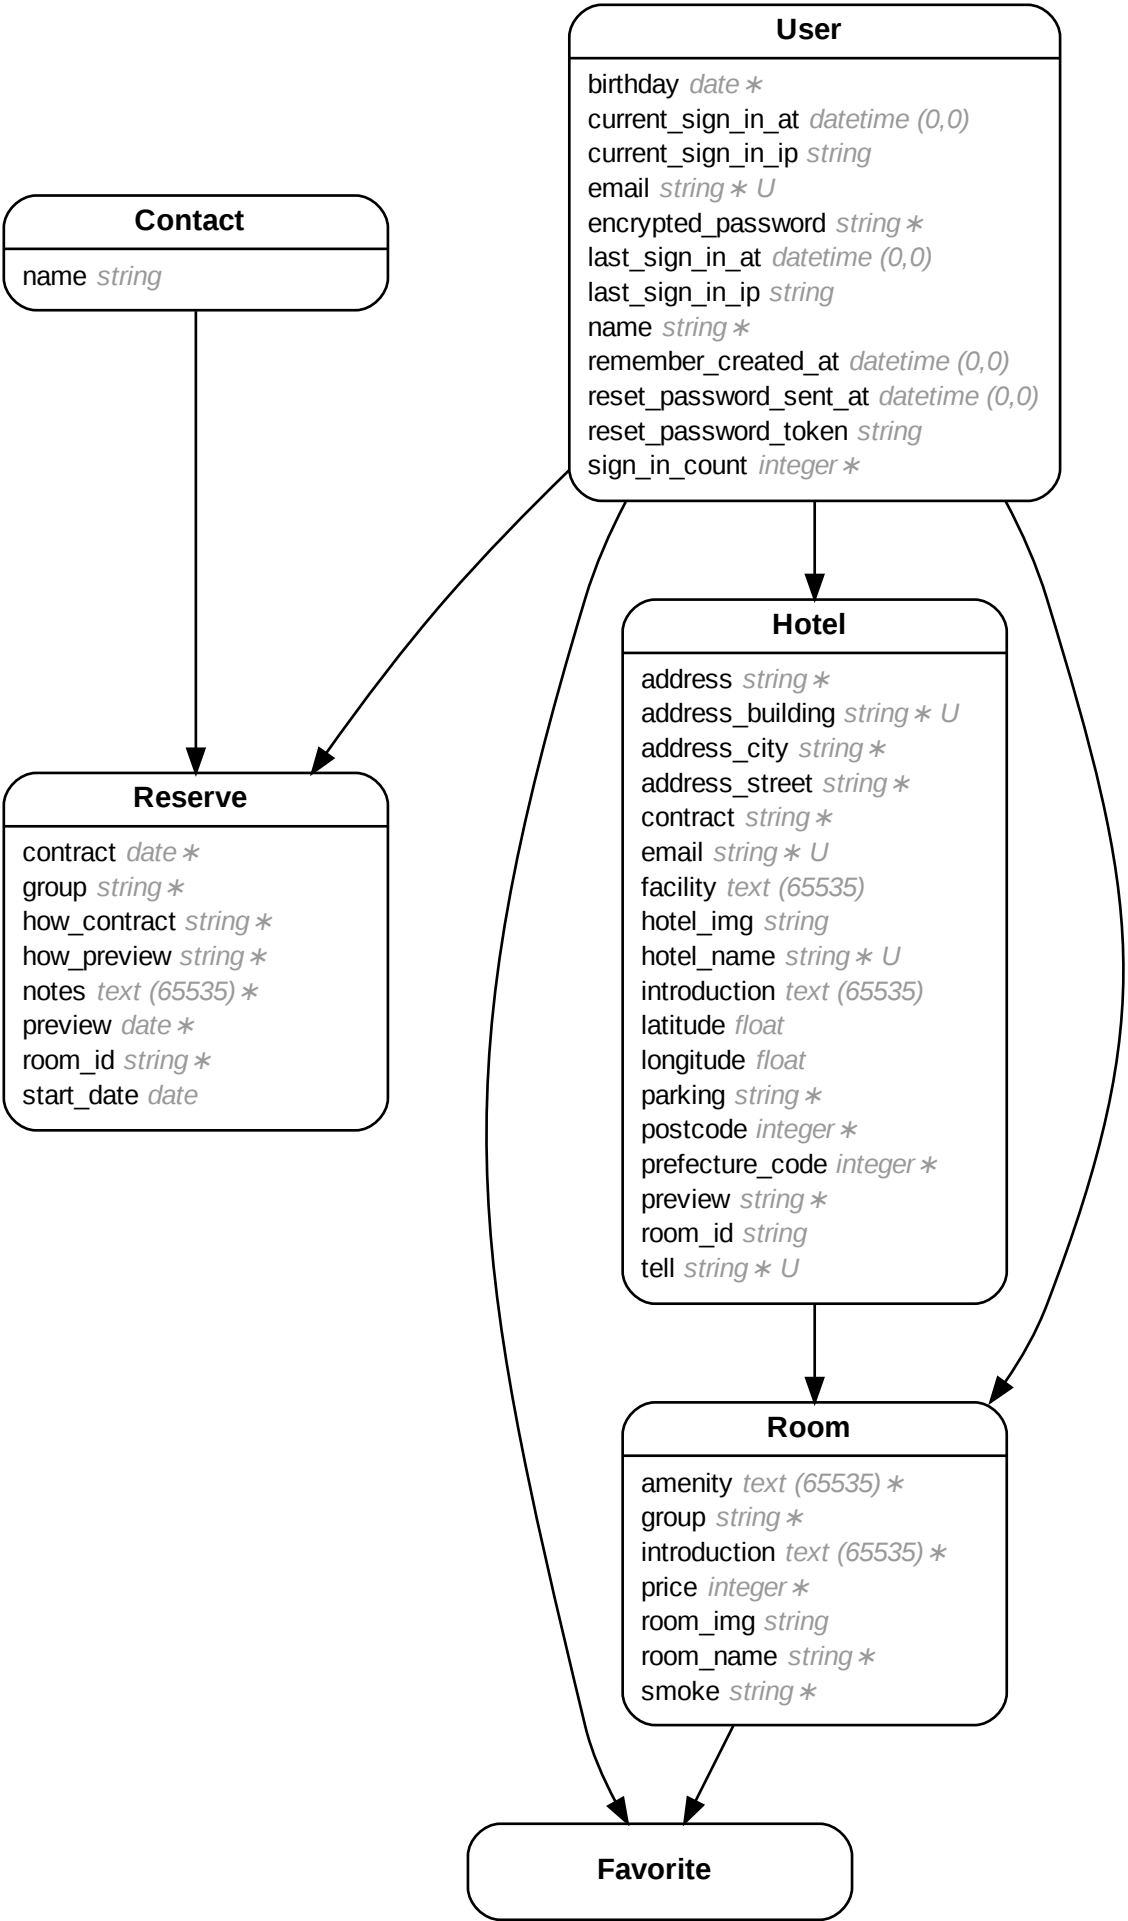 User
birthday date ∗
current_sign_in_at datetime (0,0)
current_sign_in_ip string
email string ∗ U
encrypted_password string ∗
last_sign_in_at datetime (0,0)
last_sign_in_ip string
name string ∗
remember_created_at datetime (0,0)
reset_password_sent_at datetime (0,0)
reset_password_token string
sign_in_count integer ∗
Contact
name string
Reserve
contract date ∗
group string ∗
how_contract string ∗
how_preview string ∗
notes text (65535) ∗
preview date ∗
room_id string ∗
start_date date
Hotel
address string ∗
address_building string ∗ U
address_city string ∗
address_street string ∗
contract string ∗
email string ∗ U
facility text (65535)
hotel_img string
hotel_name string ∗ U
introduction text (65535)
latitude float
longitude float
parking string ∗
postcode integer ∗
prefecture_code integer ∗
preview string ∗
room_id string
tell string ∗ U
Room
amenity text (65535) ∗
group string ∗
introduction text (65535) ∗
price integer ∗
room_img string
room_name string ∗
smoke string ∗
Favorite